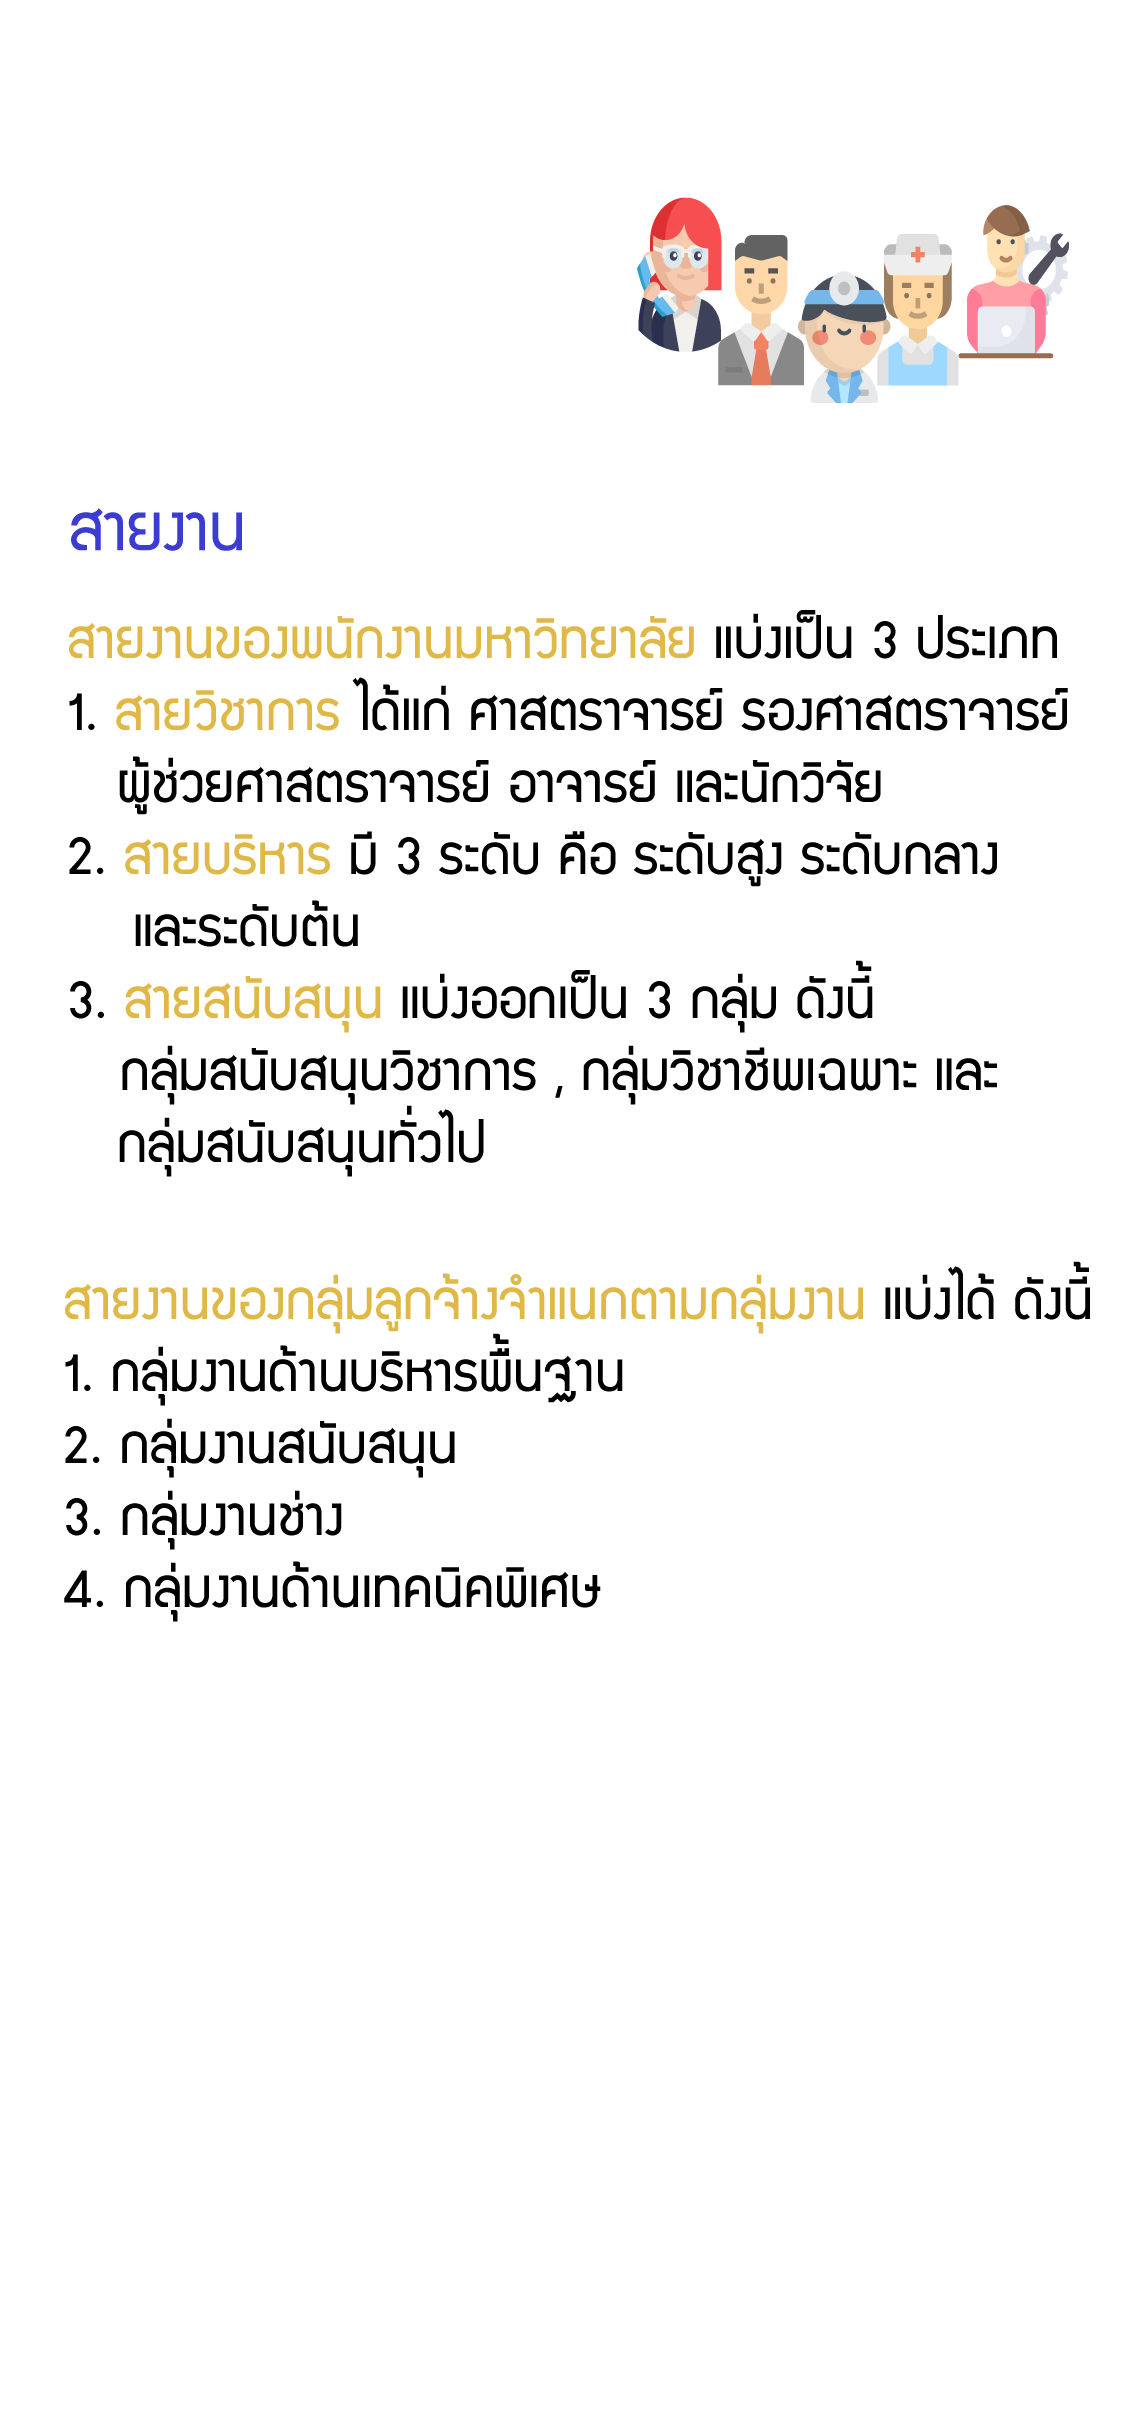 สายงาน
สายงานของพนักงานมหาวิทยาลัย แบ่งเป็น 3 ประเภท
1. สายวิชาการ ได้แก่ ศาสตราจารย์ รองศาสตราจารย์
ผู้ช่วยศาสตราจารย์ อาจารย์ และนักวิจัย
2. สายบริหาร มี 3 ระดับ คือ ระดับสูง ระดับกลาง
และระดับต้น
3. สายสนับสนุน แบ่งออกเป็น 3 กลุ่ม ดังนี้
กลุ่มสนับสนุนวิชาการ , กลุ่มวิชาชีพเฉพาะ และ
กลุ่มสนับสนุนทั่วไป
สายงานของกลุ่มลูกจ้างจำแนกตามกลุ่มงาน แบ่งได้ ดังนี้
1. กลุ่มงานด้านบริหารพื้นฐาน
2. กลุ่มงานสนับสนุน
3. กลุ่มงานช่าง
4. กลุ่มงานด้านเทคนิคพิเศษ